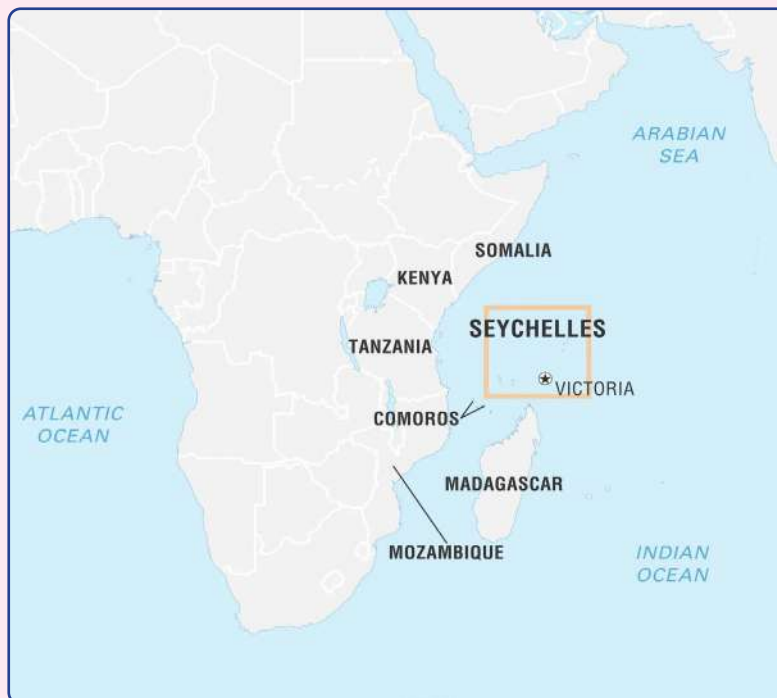 ARABIAN
SEA
SOMALIA
KENYA
SEYCHELLES
TANZANIA
VICTORIA
ATLANTIC
OCEAN
COMOROS
MADAGASCAR
MOZAMBIQUE
INDIAN
OCEAN